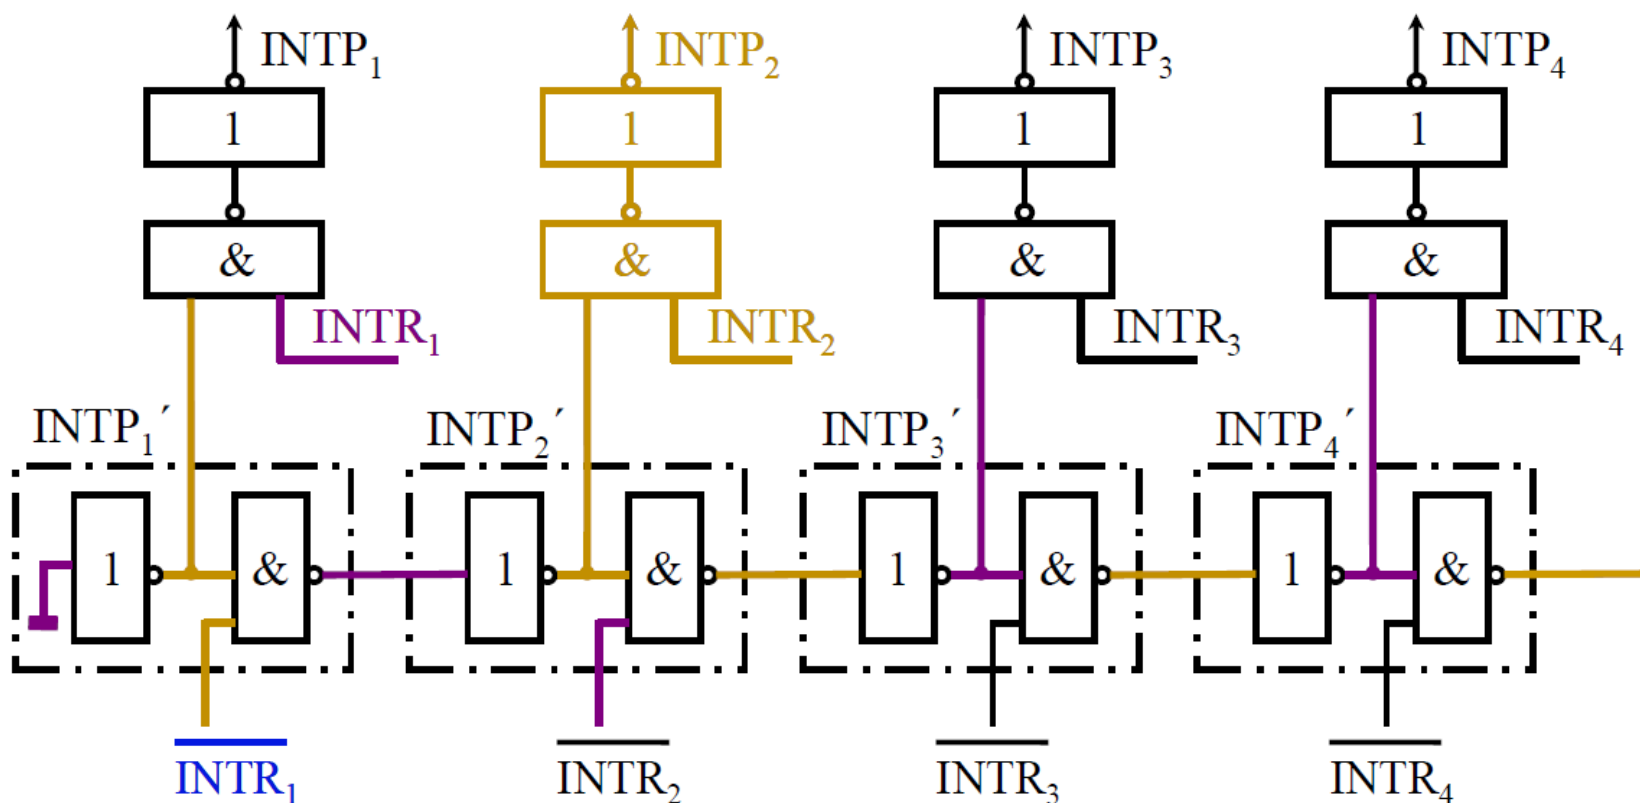 INTP₁ INTP₂ INTP₃ INTP₄
1 1 1 1
& & & &
INTR₁ INTR₂ INTR₃ INTR₄
INTP₁´ INTP₂´ INTP₃´ INTP₄´
1 & 1 & 1 & 1 &
INTR₁ INTR₂ INTR₃ INTR₄